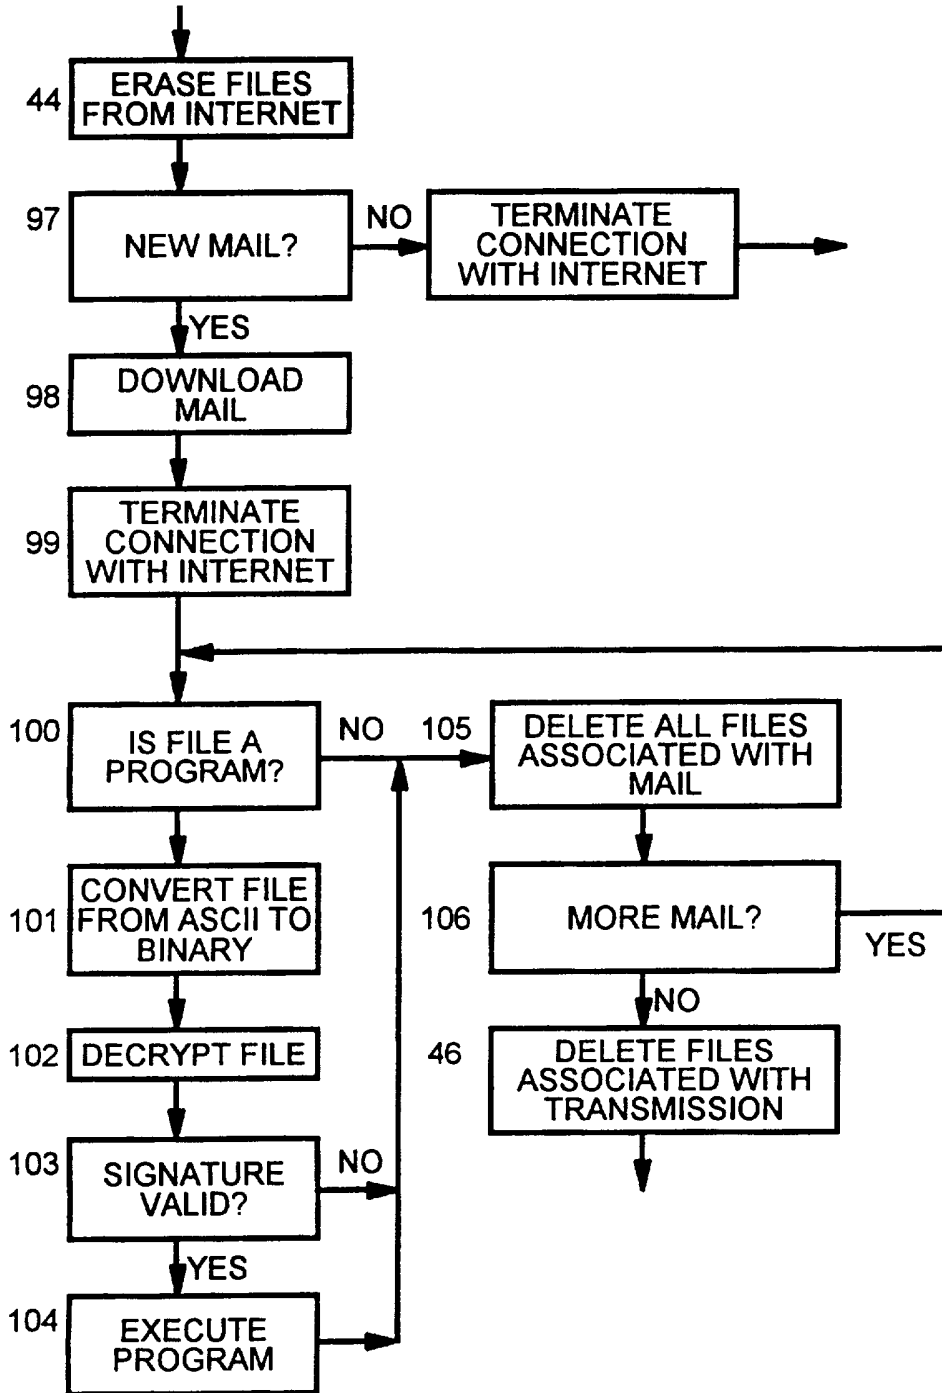 44
ERASE FILES
FROM INTERNET
97
NEW MAIL?
NO
TERMINATE
CONNECTION
WITH INTERNET
YES
98
DOWNLOAD
MAIL
99
TERMINATE
CONNECTION
WITH INTERNET
100
IS FILE A
PROGRAM?
NO
105
DELETE ALL FILES
ASSOCIATED WITH
MAIL
101
CONVERT FILE
FROM ASCII TO
BINARY
106
MORE MAIL?
YES
NO
102
DECRYPT FILE
46
DELETE FILES
ASSOCIATED WITH
TRANSMISSION
103
SIGNATURE
VALID?
NO
YES
104
EXECUTE
PROGRAM